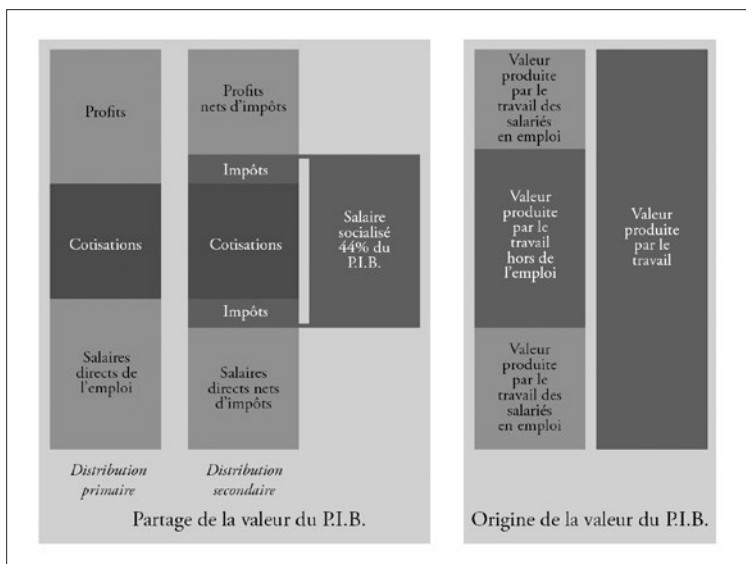 Profits
Cotisations
Salaires
directs de
l'emploi
Distribution
primaire
Profits
nets d'impôts
Impôts
Cotisations
Impôts
Salaires
directs nets
d'impôts
Distribution
secondaire
Salaire
socialisé
44% du
P.I.B.
Partage de la valeur du P.I.B.
Valeur
produite
par le
travail des
salariés
en emploi
Valeur
produite
par le
travail
hors de
l'emploi
Valeur
produite
par le
travail des
salariés
en emploi
Valeur
produite
par le
travail
Origine de la valeur du P.I.B.